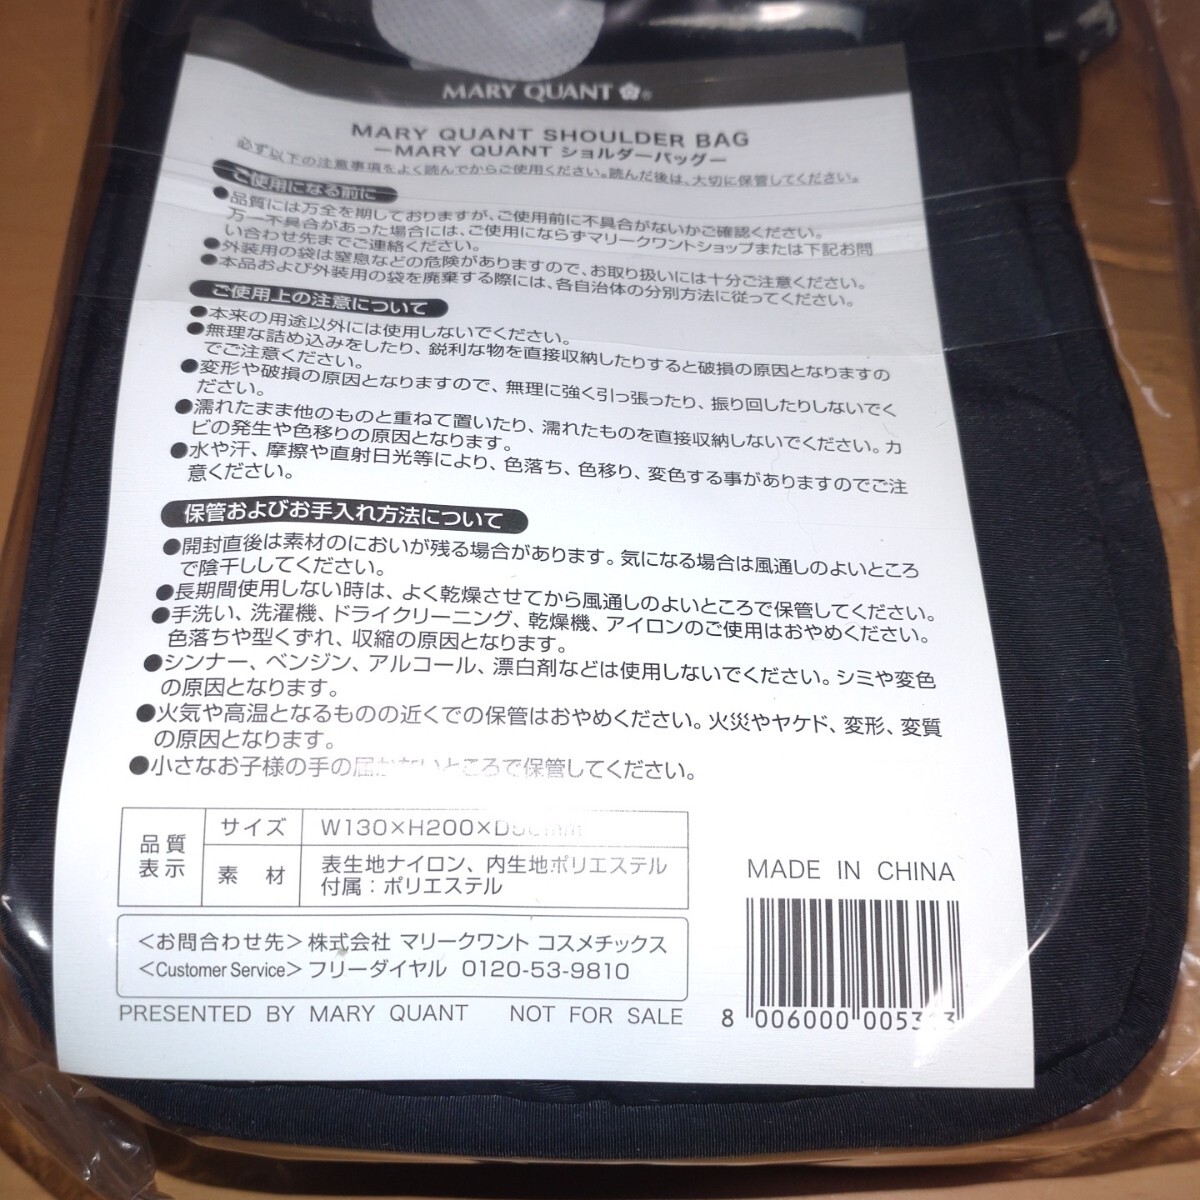 MARY QUANT ®
MARY QUANT SHOULDER BAG
―MARY QUANT ショルダーバッグ―
必ず以下の注意事項をよく読んでからご使用ください。読んだ後は、大切に保管してください。
ご使用になる前に
●品質には万全を期しておりますが、ご使用前に不具合がないかご確認ください。
万一不具合があった場合には、ご使用にならずマリークヮントショップまたは下記お問
い合わせ先までご連絡ください。
●外装用の袋は窒息などの危険がありますので、お取り扱いには十分ご注意ください。
●本品および外装用の袋を廃棄する際には、各自治体の分別方法に従ってください。
ご使用上の注意について
●本来の用途以外には使用しないでください。
●無理な詰め込みをしたり、鋭利な物を直接収納したりすると破損の原因となりますの
でご注意ください。
●変形や破損の原因となりますので、無理に強く引っ張ったり、振り回したりしないでく
ださい。
●濡れたまま他のものと重ねて置いたり、濡れたものを直接収納しないでください。カ
ビの発生や色移りの原因となります。
●水や汗、摩擦や直射日光等により、色落ち、色移り、変色する事がありますのでご注
意ください。
保管およびお手入れ方法について
●開封直後は素材のにおいが残る場合があります。気になる場合は風通しのよいところ
で陰干ししてください。
●長期間使用しない時は、よく乾燥させてから風通しのよいところで保管してください。
●手洗い、洗濯機、ドライクリーニング、乾燥機、アイロンのご使用はおやめください。
色落ちや型くずれ、収縮の原因となります。
●シンナー、ベンジン、アルコール、漂白剤などは使用しないでください。シミや変色
の原因となります。
●火気や高温となるものの近くでの保管はおやめください。火災やヤケド、変形、変質
の原因となります。
●小さなお子様の手の届かないところで保管してください。
品質表示
サイズ W130×H200×
素材 表生地ナイロン、内生地ポリエステル
付属：ポリエステル
＜お問合わせ先＞株式会社 マリークヮント コスメチックス
＜Customer Service＞フリーダイヤル 0120-53-9810
PRESENTED BY MARY QUANT NOT FOR SALE
MADE IN CHINA
8 006000